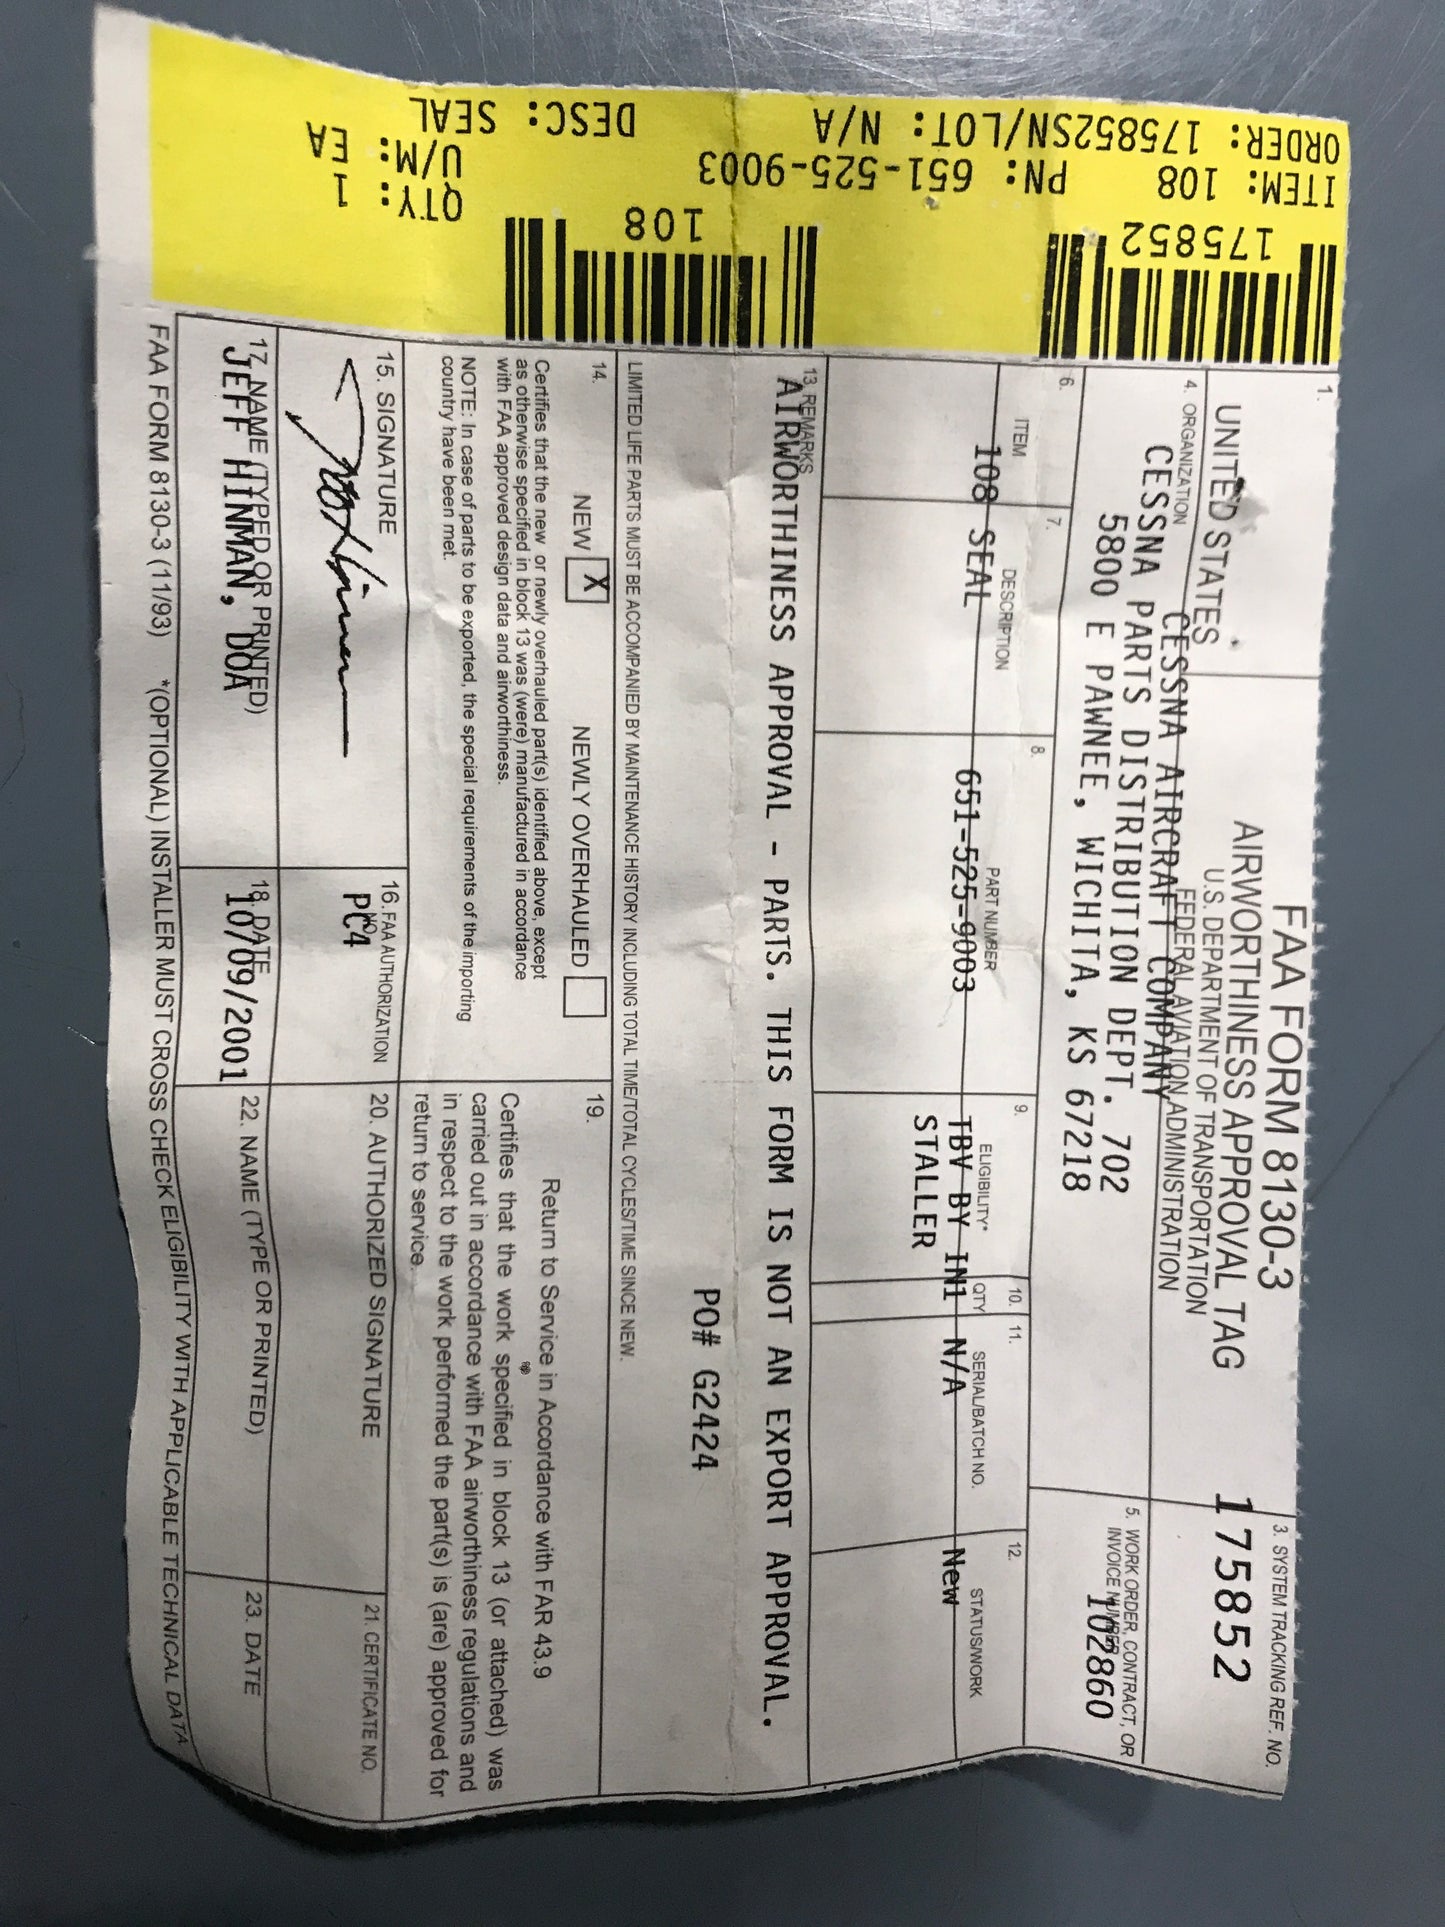 ORDER: 175852SN/LOT: N/A DESC: SEAL
ITEM: 108 PN: 651-525-9003 U/M: EA
QTY: 1
175852
108
1.
UNITED STATES
FAA FORM 8130-3
AIRWORTHINESS APPROVAL TAG
U.S. DEPARTMENT OF TRANSPORTATION
FEDERAL AVIATION ADMINISTRATION
3. SYSTEM TRACKING REF. NO.
175852
4. ORGANIZATION
CESSNA AIRCRAFT COMPANY
CESSNA PARTS DISTRIBUTION DEPT. 702
5800 E PAWNEE, WICHITA, KS 67218
5. WORK ORDER, CONTRACT, OR
INVOICE NUMBER
102860
6. ITEM
7. DESCRIPTION
8. PART NUMBER
9. ELIGIBILITY*
10. QTY
11. SERIAL/BATCH NO.
12. STATUS/WORK
108 SEAL 651-525-9003 TBV BY IN1 N/A New
STALLER
13. REMARKS
AIRWORTHINESS APPROVAL - PARTS. THIS FORM IS NOT AN EXPORT APPROVAL.
PO# G2424
LIMITED LIFE PARTS MUST BE ACCOMPANIED BY MAINTENANCE HISTORY INCLUDING TOTAL TIME/TOTAL CYCLES/TIME SINCE NEW.
14.
NEW X NEWLY OVERHAULED
Certifies that the new or newly overhauled part(s) identified above, except
as otherwise specified in block 13 was (were) manufactured in accordance
with FAA approved design data and airworthiness.
NOTE: In case of parts to be exported, the special requirements of the importing
country have been met.
19.
Return to Service in Accordance with FAR 43.9
Certifies that the work specified in block 13 (or attached) was
carried out in accordance with FAA airworthiness regulations and
in respect to the work performed the part(s) is (are) approved for
return to service.
15. SIGNATURE
16. FAA AUTHORIZATION
NO.
PC4
20. AUTHORIZED SIGNATURE
21. CERTIFICATE NO.
17. NAME (TYPED OR PRINTED)
JEFF HINMAN, DOA
18. DATE
10/09/2001
22. NAME (TYPE OR PRINTED)
23. DATE
FAA FORM 8130-3 (11/93) *(OPTIONAL) INSTALLER MUST CROSS CHECK ELIGIBILITY WITH APPLICABLE TECHNICAL DATA